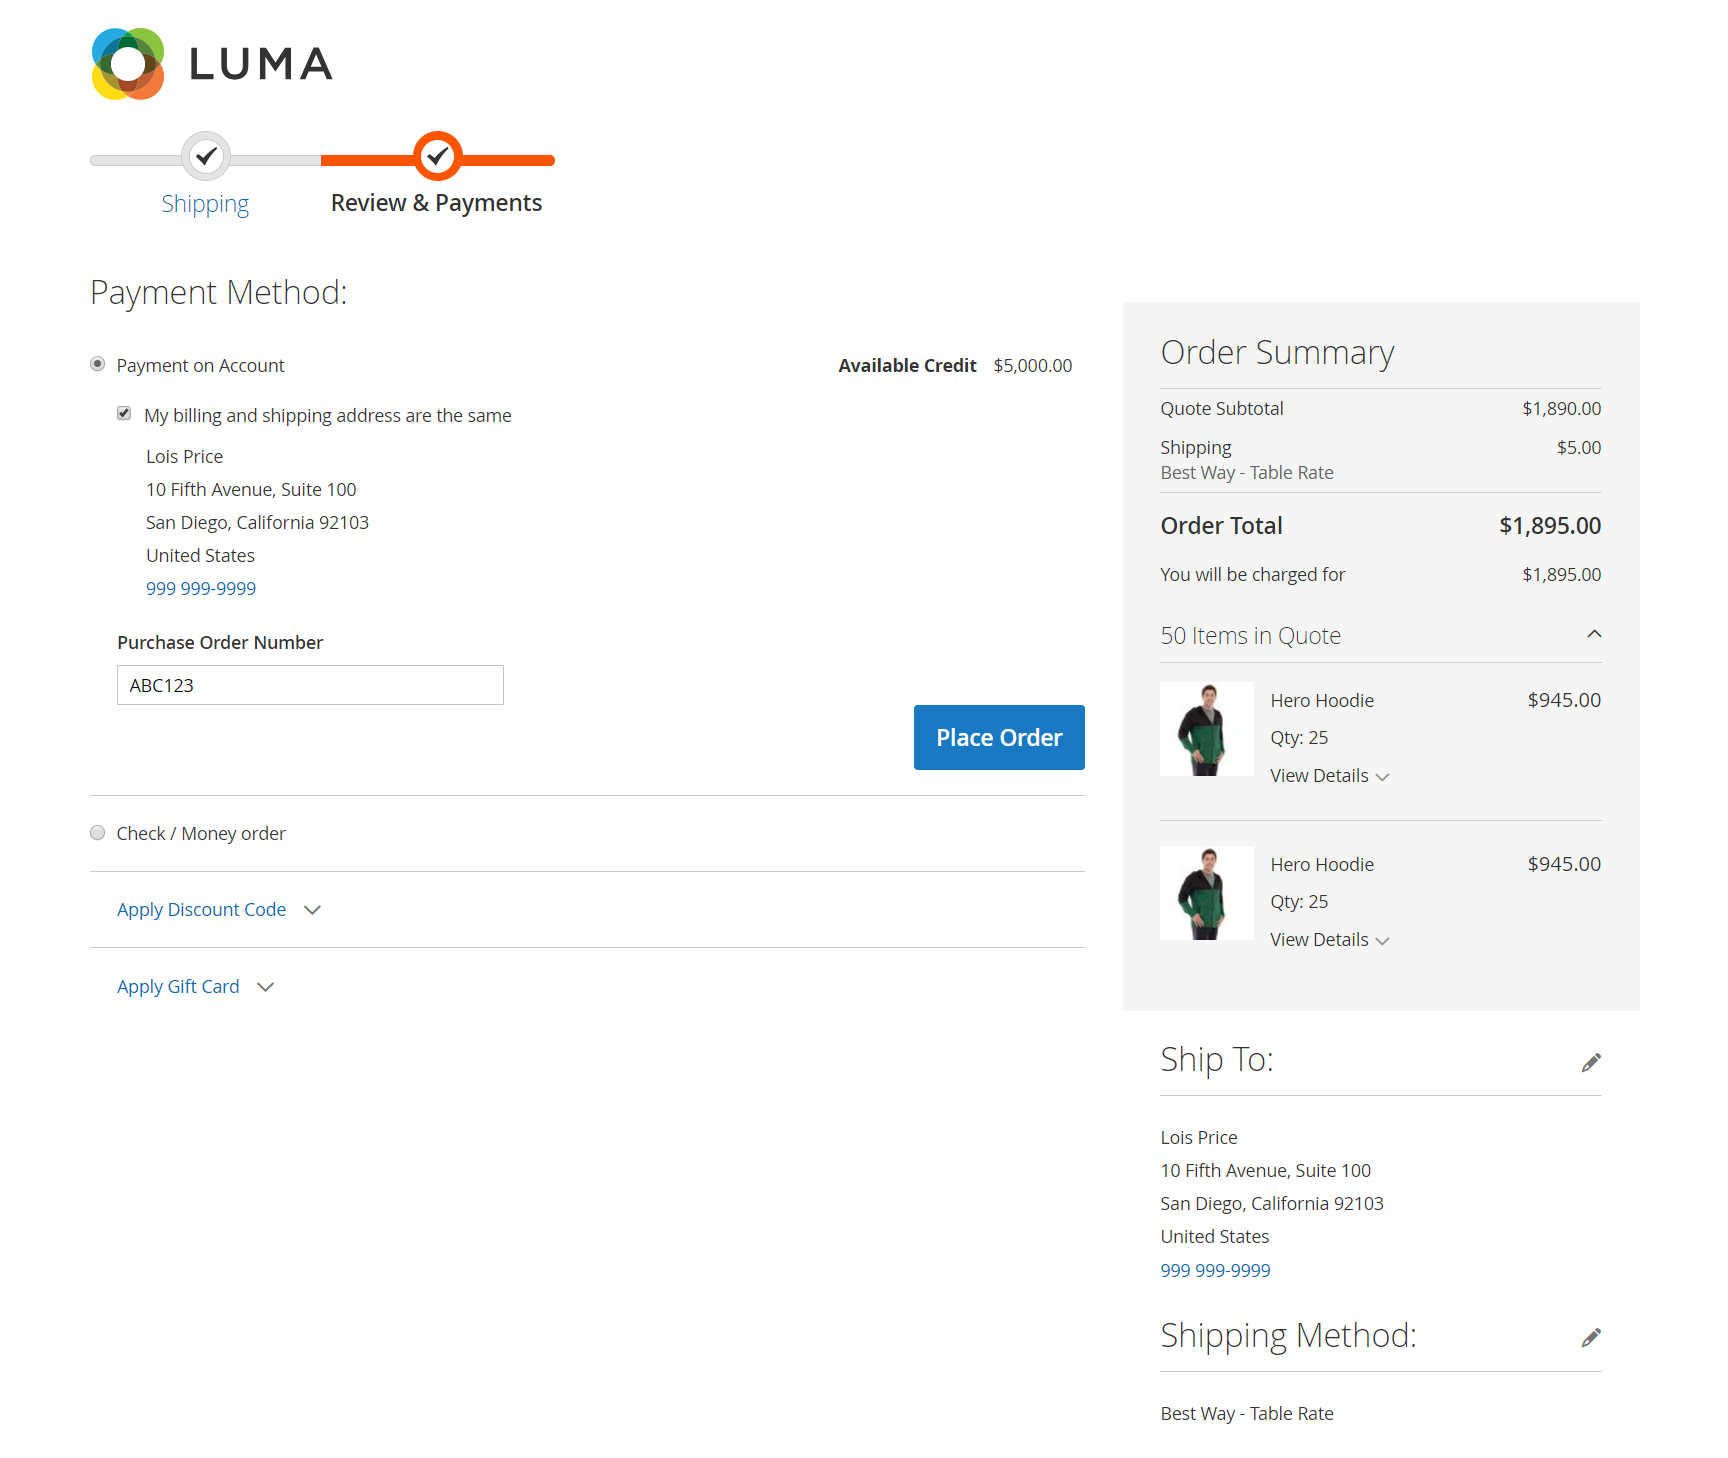 LUMA
Shipping
Review & Payments
Payment Method:
Payment on Account
Available Credit $5,000.00
My billing and shipping address are the same
Lois Price
10 Fifth Avenue, Suite 100
San Diego, California 92103
United States
999 999-9999
Purchase Order Number
ABC123
Place Order
Check / Money order
Apply Discount Code
Apply Gift Card
Order Summary
Quote Subtotal $1,890.00
Shipping $5.00
Best Way - Table Rate
Order Total $1,895.00
You will be charged for $1,895.00
50 Items in Quote
Hero Hoodie $945.00
Qty: 25
View Details
Hero Hoodie $945.00
Qty: 25
View Details
Ship To:
Lois Price
10 Fifth Avenue, Suite 100
San Diego, California 92103
United States
999 999-9999
Shipping Method:
Best Way - Table Rate